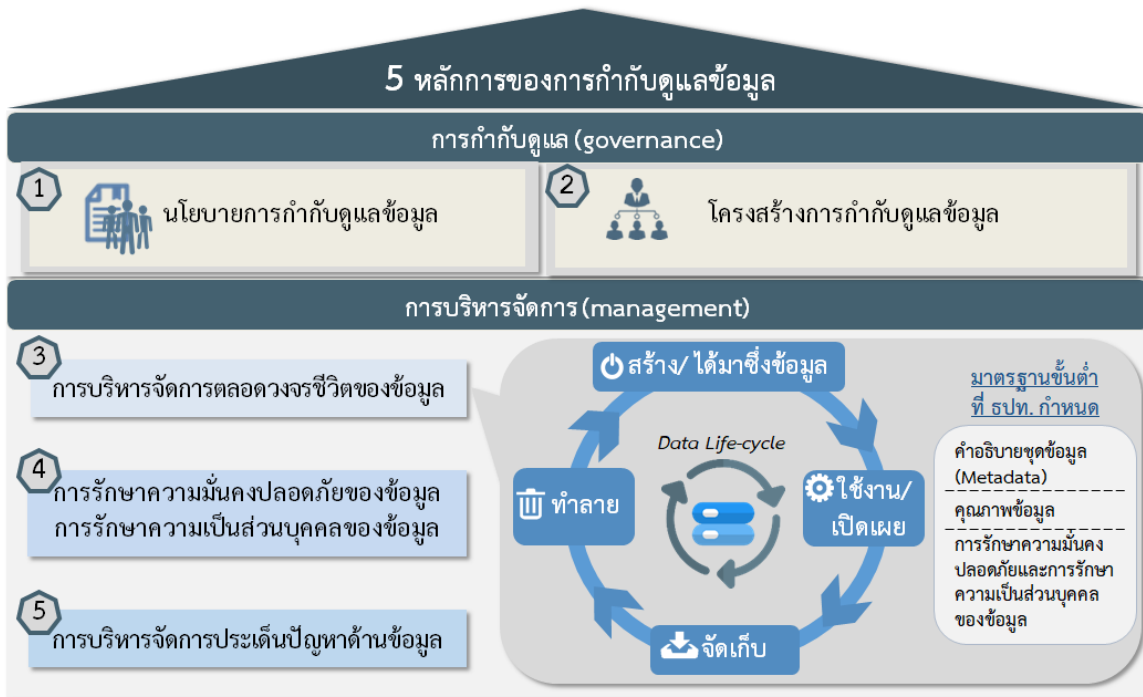 5 หลักการของการกำกับดูแลข้อมูล
การกำกับดูแล (governance)
1
นโยบายการกำกับดูแลข้อมูล
2
โครงสร้างการกำกับดูแลข้อมูล
การบริหารจัดการ (management)
3
การบริหารจัดการตลอดวงจรชีวิตของข้อมูล
4
การรักษาความมั่นคงปลอดภัยของข้อมูล
การรักษาความเป็นส่วนบุคคลของข้อมูล
5
การบริหารจัดการประเด็นปัญหาด้านข้อมูล
สร้าง/ ได้มาซึ่งข้อมูล
Data Life-cycle
ใช้งาน/
เปิดเผย
จัดเก็บ
ทำลาย
มาตรฐานขั้นต่ำ
ที่ ธปท. กำหนด
คำอธิบายชุดข้อมูล
(Metadata)
คุณภาพข้อมูล
การรักษาความมั่นคง
ปลอดภัยและการรักษา
ความเป็นส่วนบุคคล
ของข้อมูล